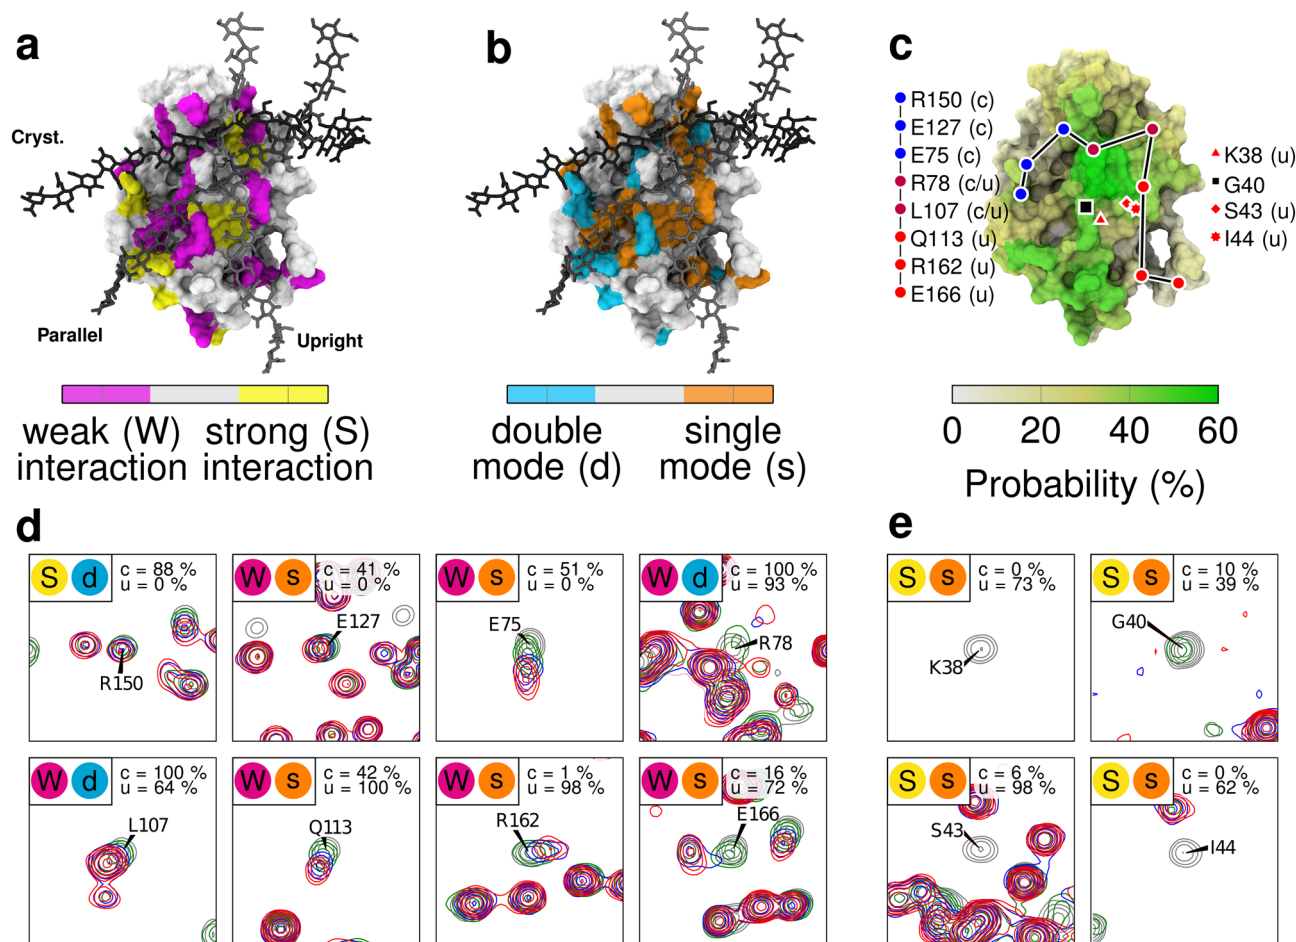 a
Cryst.
Parallel
Upright
weak (W)
interaction
strong (S)
interaction
b
double
mode (d)
single
mode (s)
c
R150 (c)
E127 (c)
E75 (c)
R78 (c/u)
L107 (c/u)
Q113 (u)
R162 (u)
E166 (u)
K38 (u)
G40
S43 (u)
I44 (u)
0 20 40 60
Probability (%)
d
S d
c = 88 %
u = 0 %
R150
W s
c = 41 %
u = 0 %
E127
W s
c = 51 %
u = 0 %
E75
W d
c = 100 %
u = 93 %
R78
W d
c = 100 %
u = 64 %
L107
W s
c = 42 %
u = 100 %
Q113
W s
c = 1 %
u = 98 %
R162
W s
c = 16 %
u = 72 %
E166
e
S s
c = 0 %
u = 73 %
K38
S s
c = 10 %
u = 39 %
G40
S s
c = 6 %
u = 98 %
S43
S s
c = 0 %
u = 62 %
I44